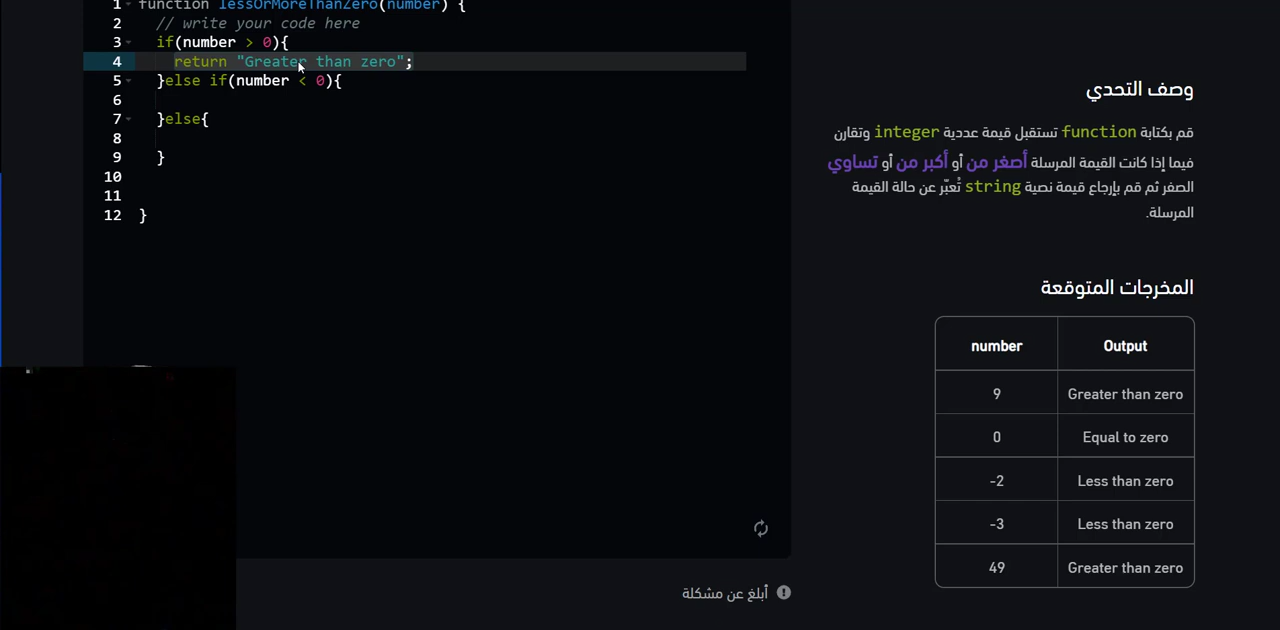 1 function lessOrMoreThanZero(number) {
2 // write your code here
3 if(number > 0){
4 return "Greater than zero";
5 }else if(number < 0){
6
7 }else{
8
9 }
10
11
12 }
وصف التحدي
قم بكتابة function تستقبل قيمة عددية integer وتقارن
فيما إذا كانت القيمة المرسلة أصغر من أو أكبر من أو تساوي
الصفر ثم قم بإرجاع قيمة نصية string تُعبّر عن حالة القيمة
المرسلة.
المخرجات المتوقعة
number Output
9 Greater than zero
0 Equal to zero
-2 Less than zero
-3 Less than zero
49 Greater than zero
أبلغ عن مشكلة